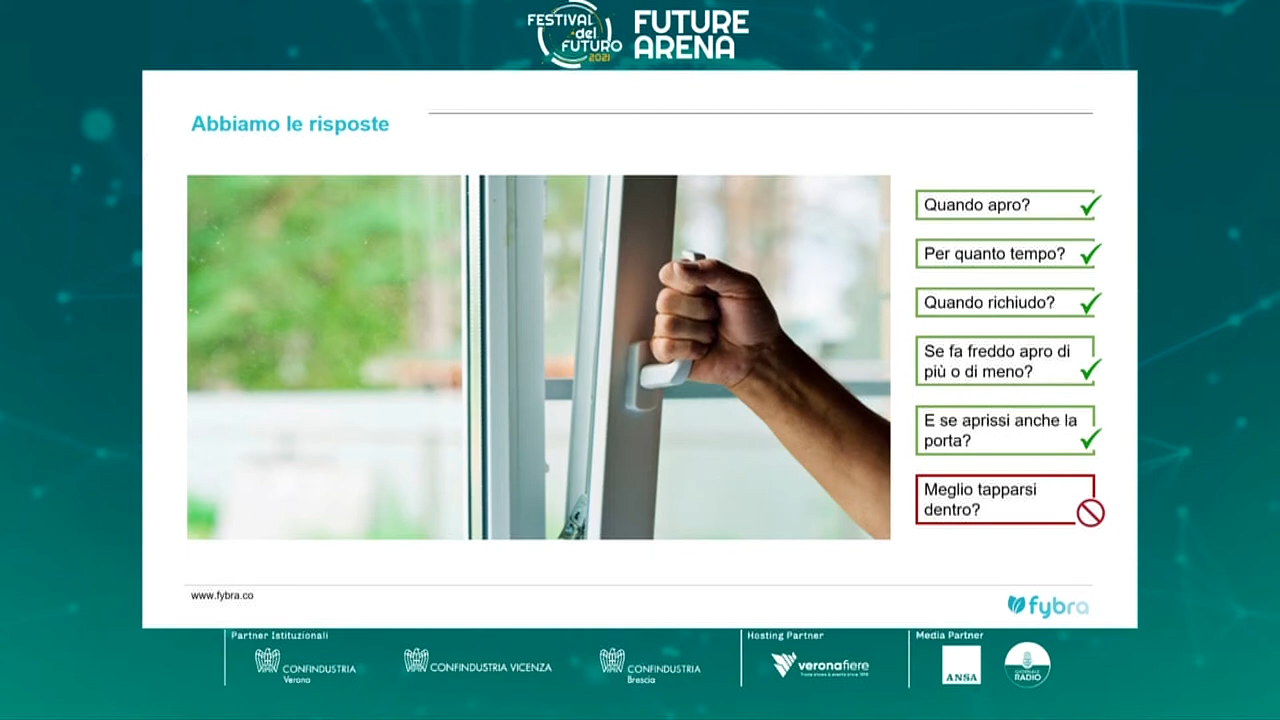 FESTIVAL
del
FUTURO
2021
FUTURE
ARENA
Abbiamo le risposte
Quando apro?
Per quanto tempo?
Quando richiudo?
Se fa freddo apro di
più o di meno?
E se aprissi anche la
porta?
Meglio tapparsi
dentro?
www.fybra.co
fybra
Partner Istituzionali
CONFINDUSTRIA
Verona
CONFINDUSTRIA VICENZA
CONFINDUSTRIA
Brescia
Hosting Partner
veronafiere
Media Partner
ANSA
GIORNALE
RADIO